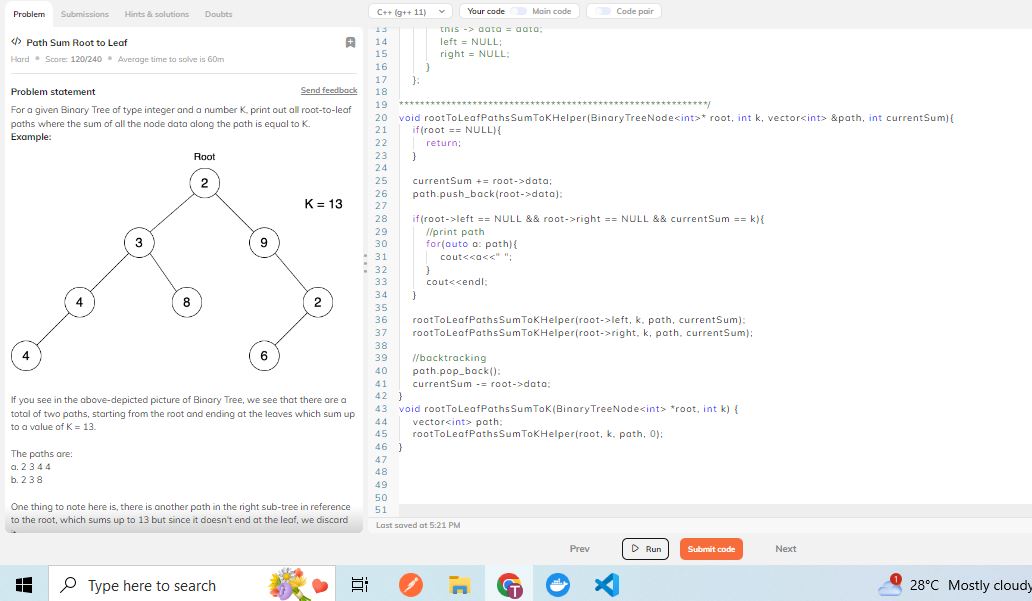 Problem Submissions Hints & solutions Doubts
</> Path Sum Root to Leaf
Hard Score: 120/240 Average time to solve is 60m
Problem statement Send feedback
For a given Binary Tree of type integer and a number K, print out all root-to-leaf
paths where the sum of all the node data along the path is equal to K.
Example:
Root
2
K = 13
3 9
4 8 2
4 6
If you see in the above-depicted picture of Binary Tree, we see that there are a
total of two paths, starting from the root and ending at the leaves which sum up
to a value of K = 13.
The paths are:
a. 2 3 4 4
b. 2 3 8
One thing to note here is, there is another path in the right sub-tree in reference
to the root, which sums up to 13 but since it doesn't end at the leaf, we discard
C++ (g++ 11) Your code Main code Code pair
13 this -> data = data;
14 left = NULL;
15 right = NULL;
16 }
17 };
18
19 ***********************************************************/
20 void rootToLeafPathsSumToKHelper(BinaryTreeNode<int>* root, int k, vector<int> &path, int currentSum){
21 if(root == NULL){
22 return;
23 }
24
25 currentSum += root->data;
26 path.push_back(root->data);
27
28 if(root->left == NULL && root->right == NULL && currentSum == k){
29 //print path
30 for(auto a: path){
31 cout<<a<<" ";
32 }
33 cout<<endl;
34 }
35
36 rootToLeafPathsSumToKHelper(root->left, k, path, currentSum);
37 rootToLeafPathsSumToKHelper(root->right, k, path, currentSum);
38
39 //backtracking
40 path.pop_back();
41 currentSum -= root->data;
42 }
43 void rootToLeafPathsSumToK(BinaryTreeNode<int> *root, int k) {
44 vector<int> path;
45 rootToLeafPathsSumToKHelper(root, k, path, 0);
46 }
47
48
49
50
51
Last saved at 5:21 PM
Prev Run Submit code Next
Type here to search
T
1
28°C Mostly cloudy